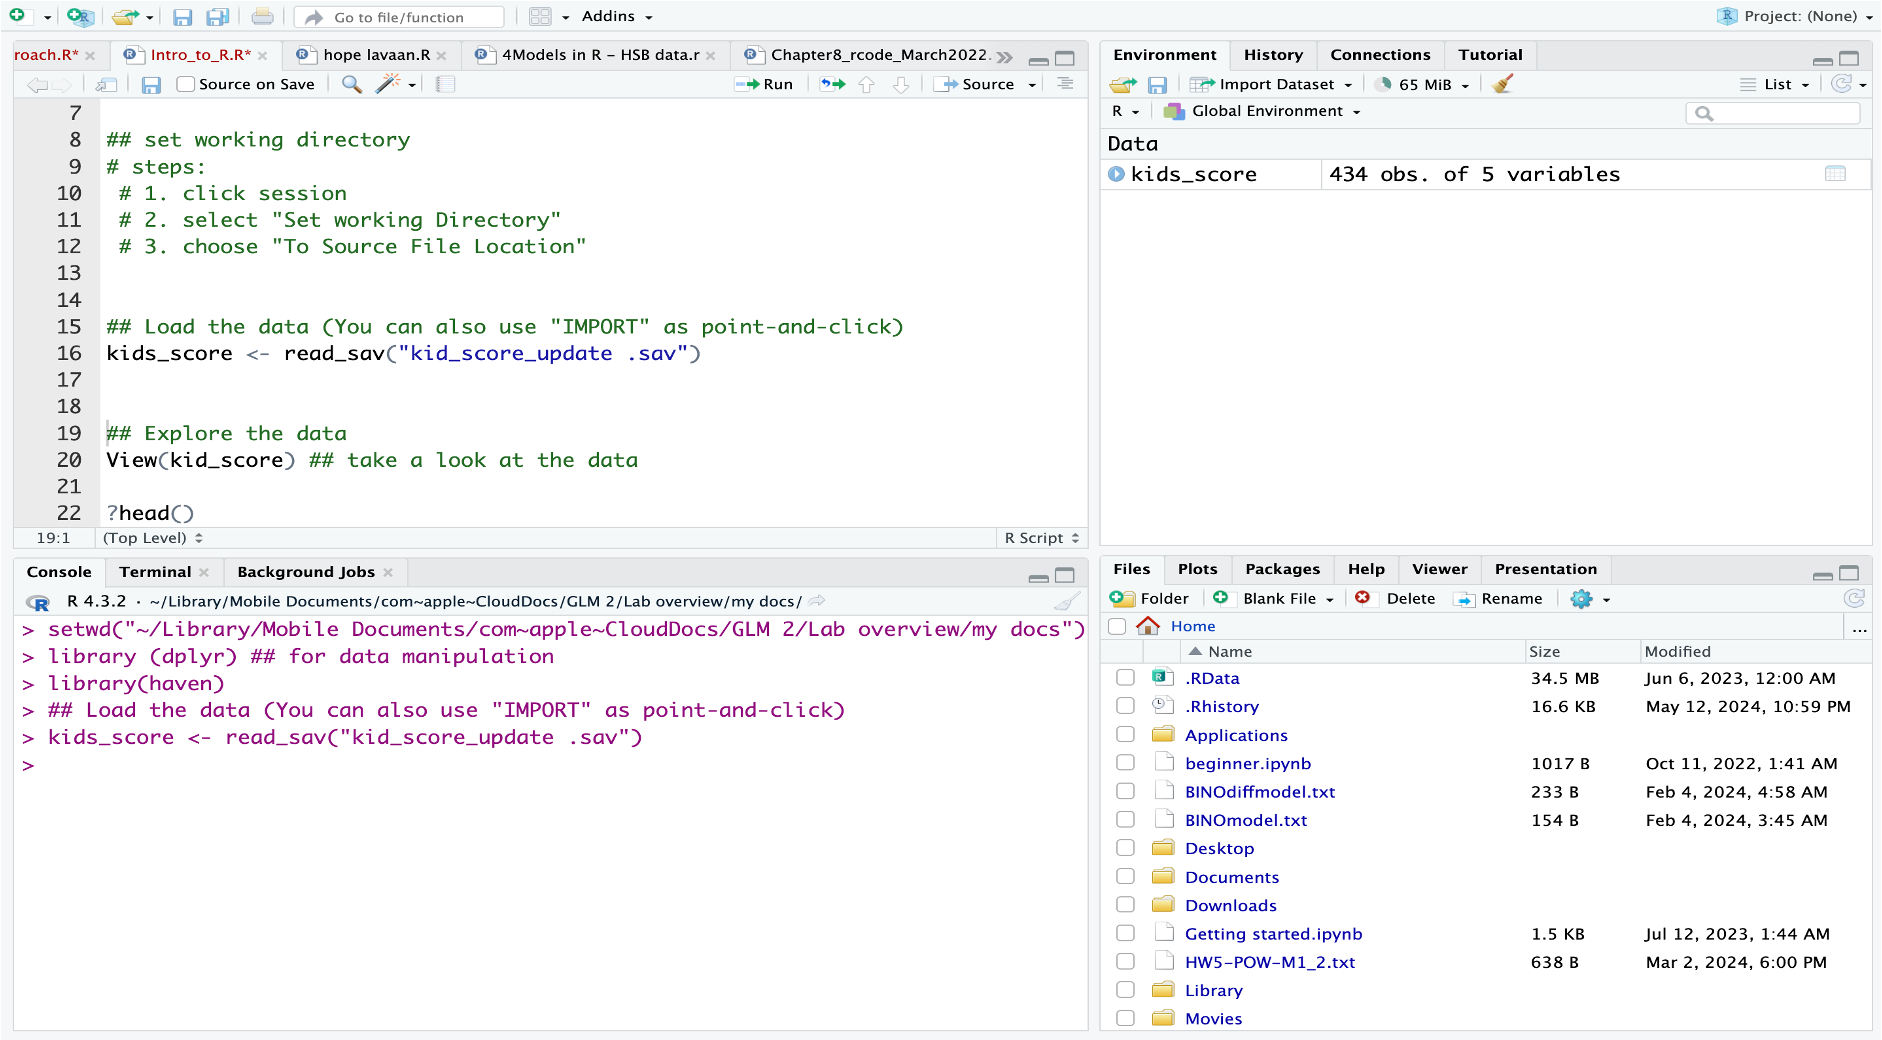 Go to file/function
Addins
Project: (None)
roach.R*
Intro_to_R.R*
hope lavaan.R
4Models in R - HSB data.r
Chapter8_rcode_March2022.
Source on Save
Run
Source
7
8 ## set working directory
9 # steps:
10 # 1. click session
11 # 2. select "Set working Directory"
12 # 3. choose "To Source File Location"
13
14
15 ## Load the data (You can also use "IMPORT" as point-and-click)
16 kids_score <- read_sav("kid_score_update .sav")
17
18
19 ## Explore the data
20 View(kid_score) ## take a look at the data
21
22 ?head()
19:1 (Top Level) R Script
Console Terminal Background Jobs
R 4.3.2 · ~/Library/Mobile Documents/com~apple~CloudDocs/GLM 2/Lab overview/my docs/
> setwd("~/Library/Mobile Documents/com~apple~CloudDocs/GLM 2/Lab overview/my docs")
> library (dplyr) ## for data manipulation
> library(haven)
> ## Load the data (You can also use "IMPORT" as point-and-click)
> kids_score <- read_sav("kid_score_update .sav")
>
Environment History Connections Tutorial
Import Dataset 65 MiB List
R Global Environment
Data
kids_score 434 obs. of 5 variables
Files Plots Packages Help Viewer Presentation
Folder Blank File Delete Rename
Home ...
Name Size Modified
.RData 34.5 MB Jun 6, 2023, 12:00 AM
.Rhistory 16.6 KB May 12, 2024, 10:59 PM
Applications
beginner.ipynb 1017 B Oct 11, 2022, 1:41 AM
BINOdiffmodel.txt 233 B Feb 4, 2024, 4:58 AM
BINOmodel.txt 154 B Feb 4, 2024, 3:45 AM
Desktop
Documents
Downloads
Getting started.ipynb 1.5 KB Jul 12, 2023, 1:44 AM
HW5-POW-M1_2.txt 638 B Mar 2, 2024, 6:00 PM
Library
Movies